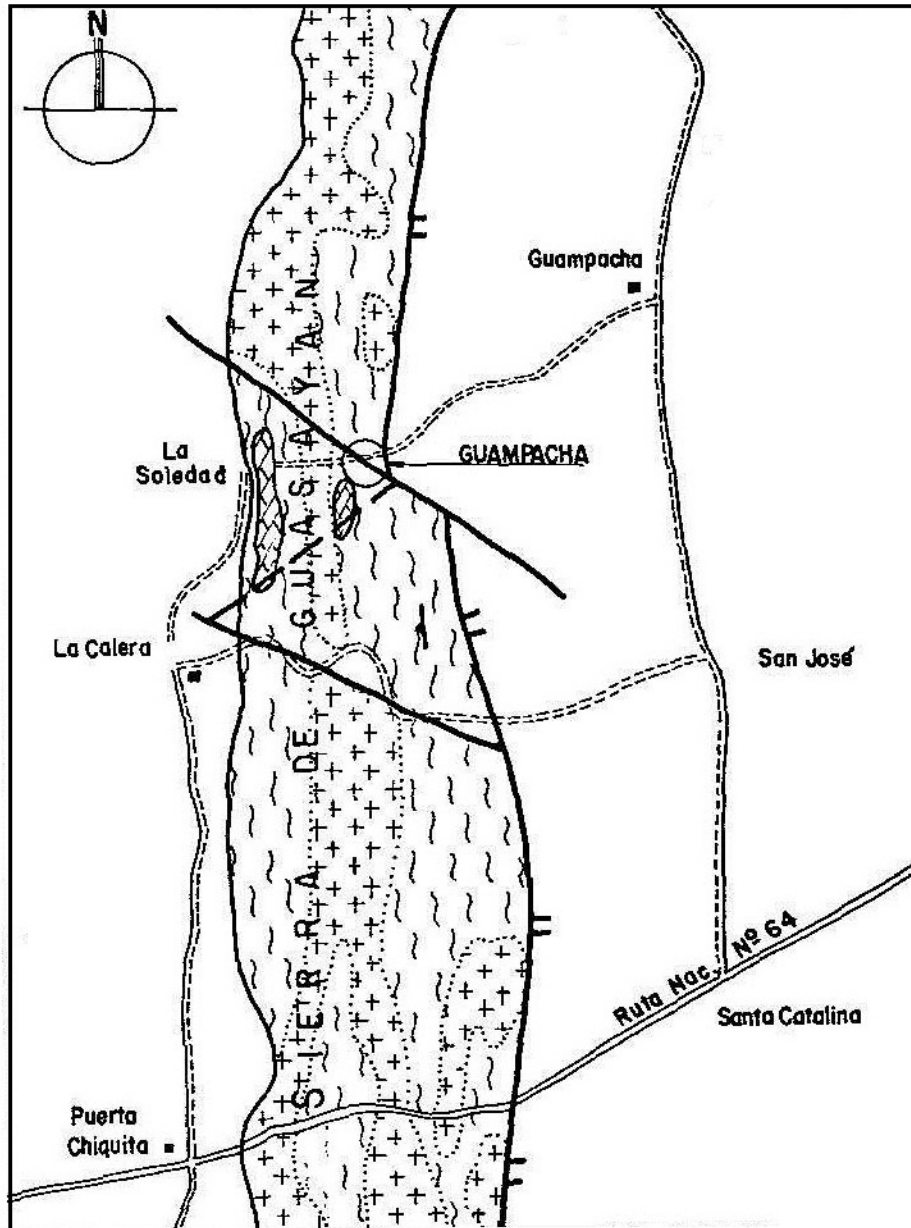 N
Guampacha
GUAMPACHA
La
Soledad
SIERRA DE GUASAYAN
La Calera
San José
Ruta Nac. Nº 64
Santa Catalina
Puerta
Chiquita